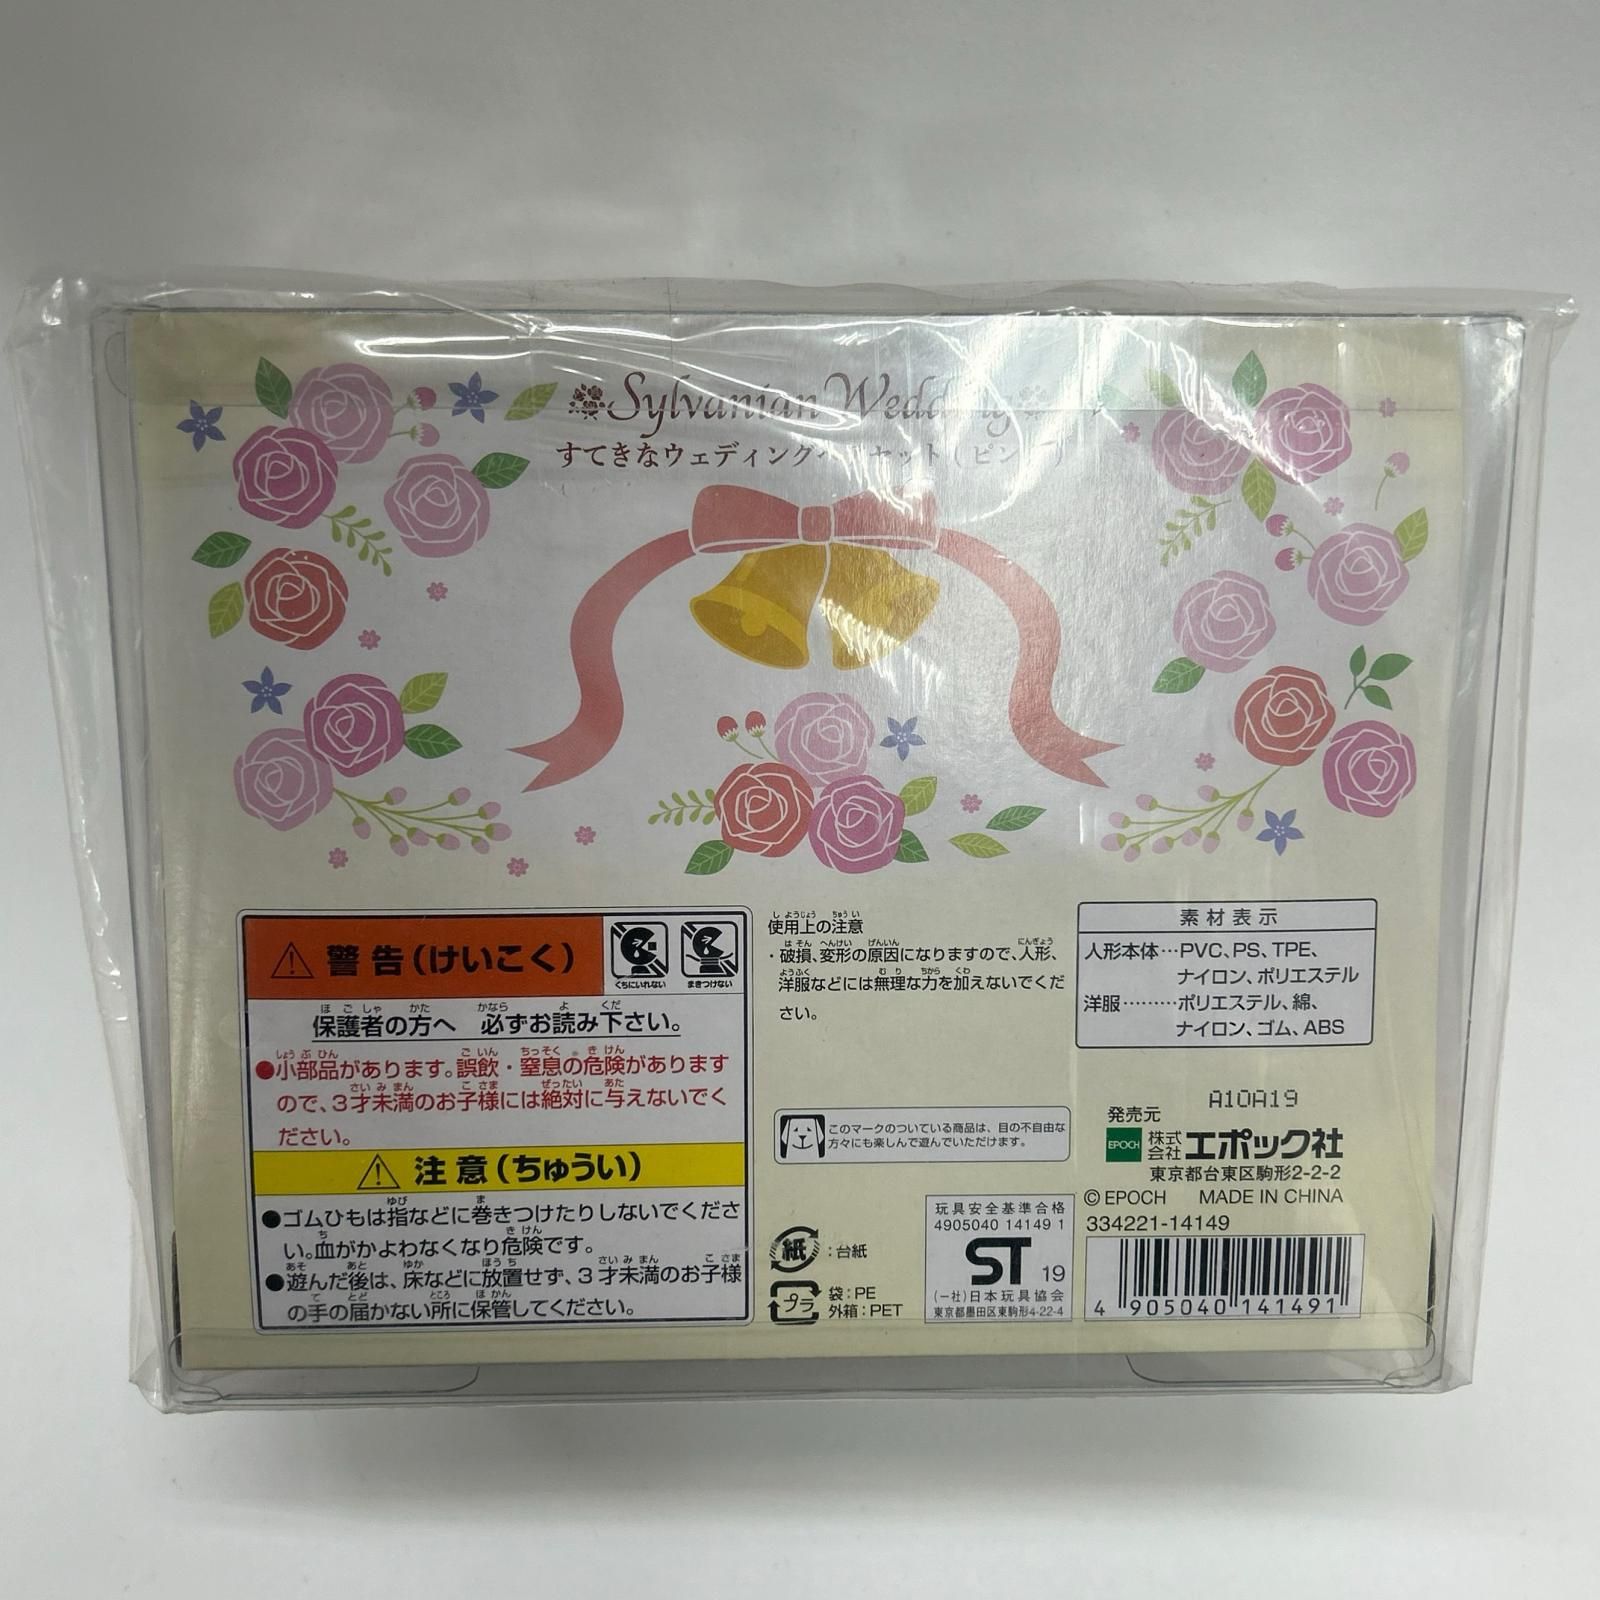 Sylvanian Wedding
すてきなウェディングペアセット(ピンク)
警告(けいこく)
くちにいれない まきつけない
保護者の方へ 必ずお読み下さい。
●小部品があります。誤飲・窒息の危険があります
ので、3才未満のお子様には絶対に与えないでく
ださい。
注意(ちゅうい)
●ゴムひもは指などに巻きつけたりしないでくださ
い。血がかよわなくなり危険です。
●遊んだ後は、床などに放置せず、3才未満のお子様
の手の届かない所に保管してください。
使用上の注意
・破損、変形の原因になりますので、人形、
洋服などには無理な力を加えないでくだ
さい。
このマークのついている商品は、目の不自由な
方々にも楽しんで遊んでいただけます。
紙:台紙
プラ 袋:PE
外箱:PET
玩具安全基準合格
4905040 14149 1
ST 19
(一社)日本玩具協会
東京都墨田区東駒形4-22-4
素材表示
人形本体…PVC、PS、TPE、
ナイロン、ポリエステル
洋服………ポリエステル、綿、
ナイロン、ゴム、ABS
A10A19
発売元
EPOCH 株式会社エポック社
東京都台東区駒形2-2-2
© EPOCH MADE IN CHINA
334221-14149
4 905040 141491